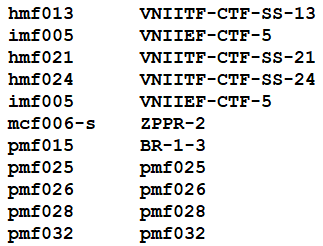 hmf013 VNIITF-CTF-SS-13
imf005 VNIIEF-CTF-5
hmf021 VNIITF-CTF-SS-21
hmf024 VNIITF-CTF-SS-24
imf005 VNIIEF-CTF-5
mcf006-s ZPPR-2
pmf015 BR-1-3
pmf025 pmf025
pmf026 pmf026
pmf028 pmf028
pmf032 pmf032